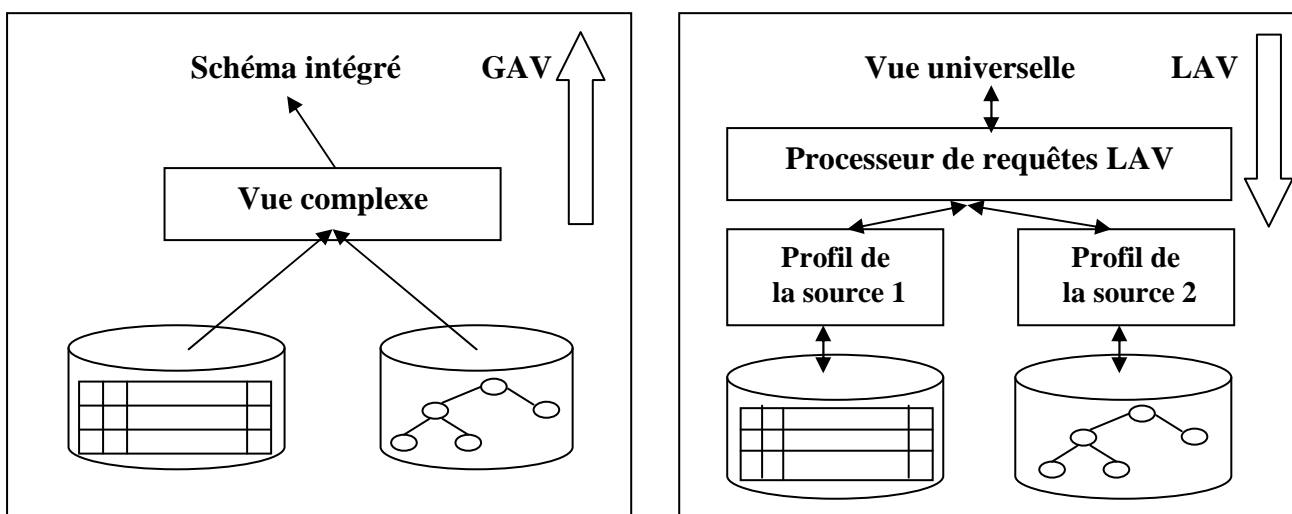 Schéma intégré GAV
Vue complexe
Vue universelle LAV
Processeur de requêtes LAV
Profil de
la source 1
Profil de
la source 2